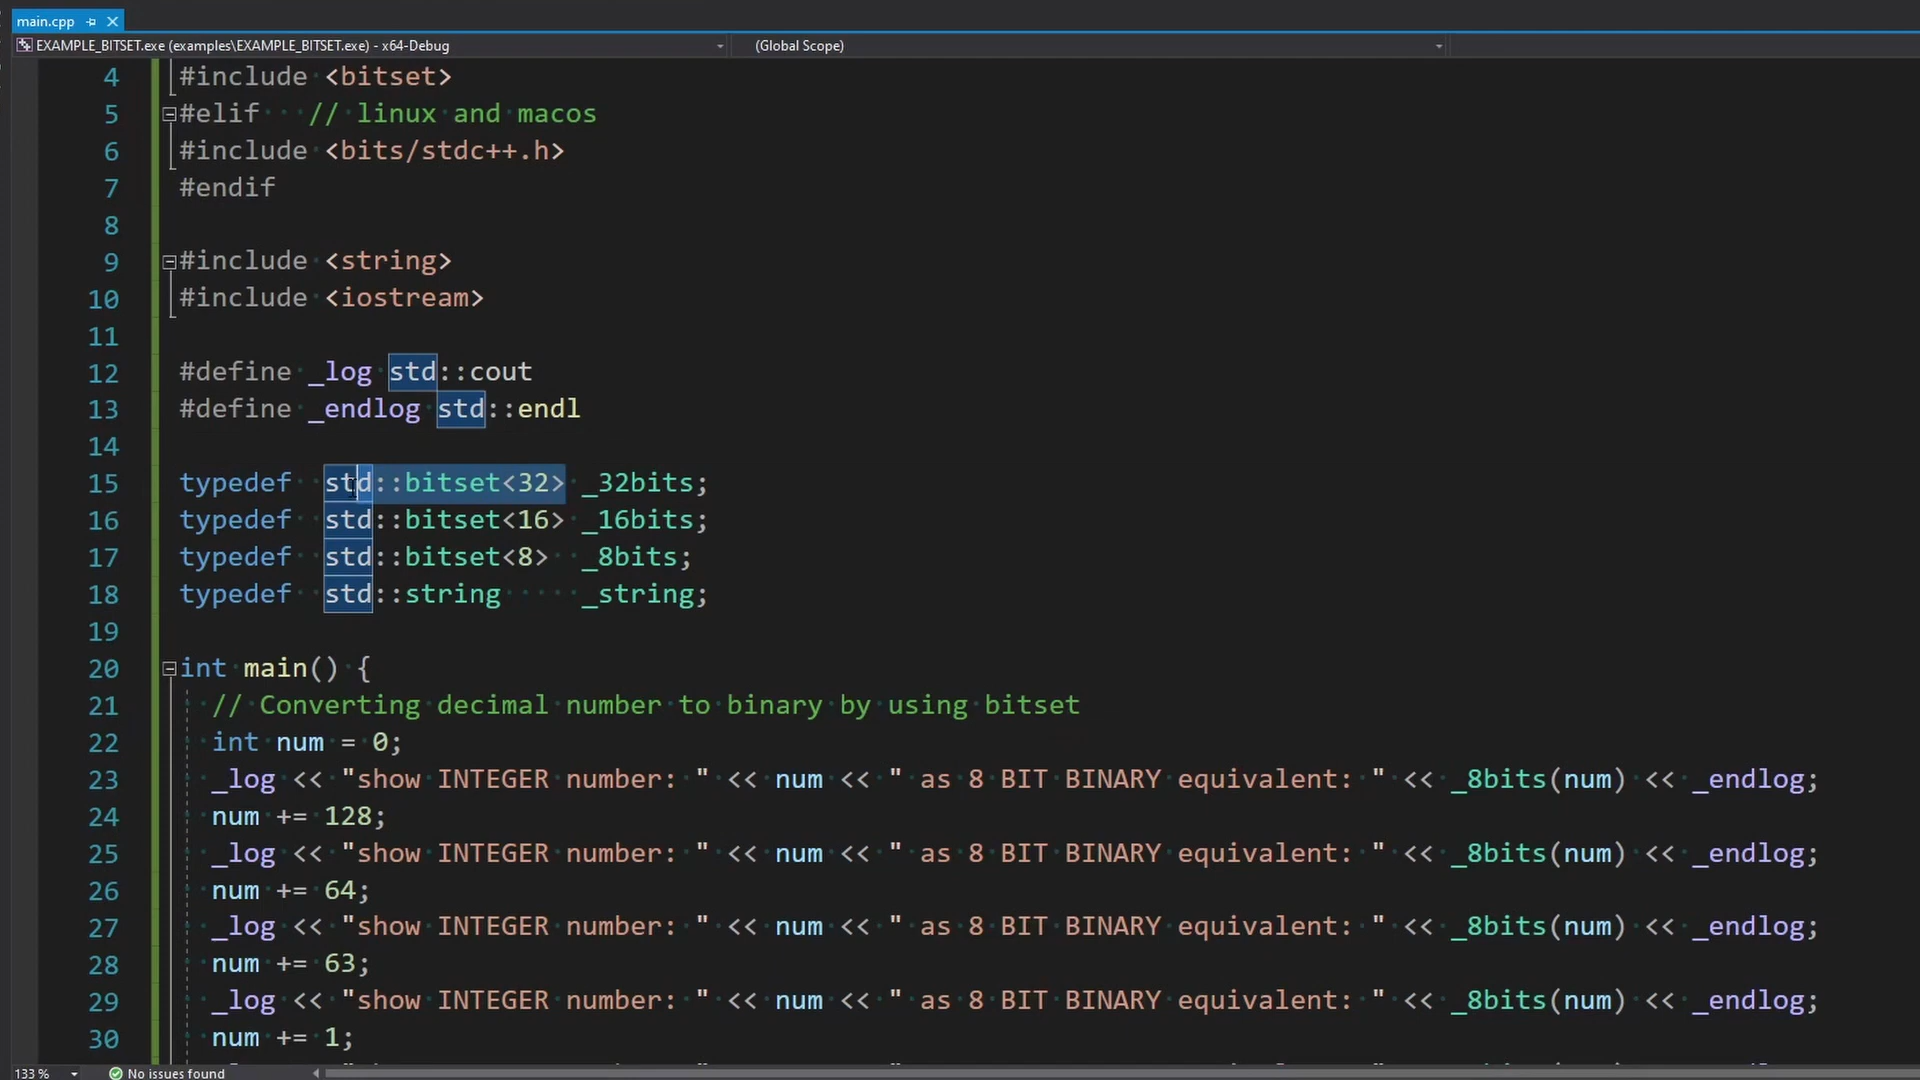 main.cpp
EXAMPLE_BITSET.exe (examples\EXAMPLE_BITSET.exe) - x64-Debug (Global Scope)
4 #include <bitset>
5 #elif // linux and macos
6 #include <bits/stdc++.h>
7 #endif
8
9 #include <string>
10 #include <iostream>
11
12 #define _log std::cout
13 #define _endlog std::endl
14
15 typedef std::bitset<32> _32bits;
16 typedef std::bitset<16> _16bits;
17 typedef std::bitset<8> _8bits;
18 typedef std::string _string;
19
20 int main() {
21 // Converting decimal number to binary by using bitset
22 int num = 0;
23 _log << "show INTEGER number: " << num << " as 8 BIT BINARY equivalent: " << _8bits(num) << _endlog;
24 num += 128;
25 _log << "show INTEGER number: " << num << " as 8 BIT BINARY equivalent: " << _8bits(num) << _endlog;
26 num += 64;
27 _log << "show INTEGER number: " << num << " as 8 BIT BINARY equivalent: " << _8bits(num) << _endlog;
28 num += 63;
29 _log << "show INTEGER number: " << num << " as 8 BIT BINARY equivalent: " << _8bits(num) << _endlog;
30 num += 1;
133 % No issues found